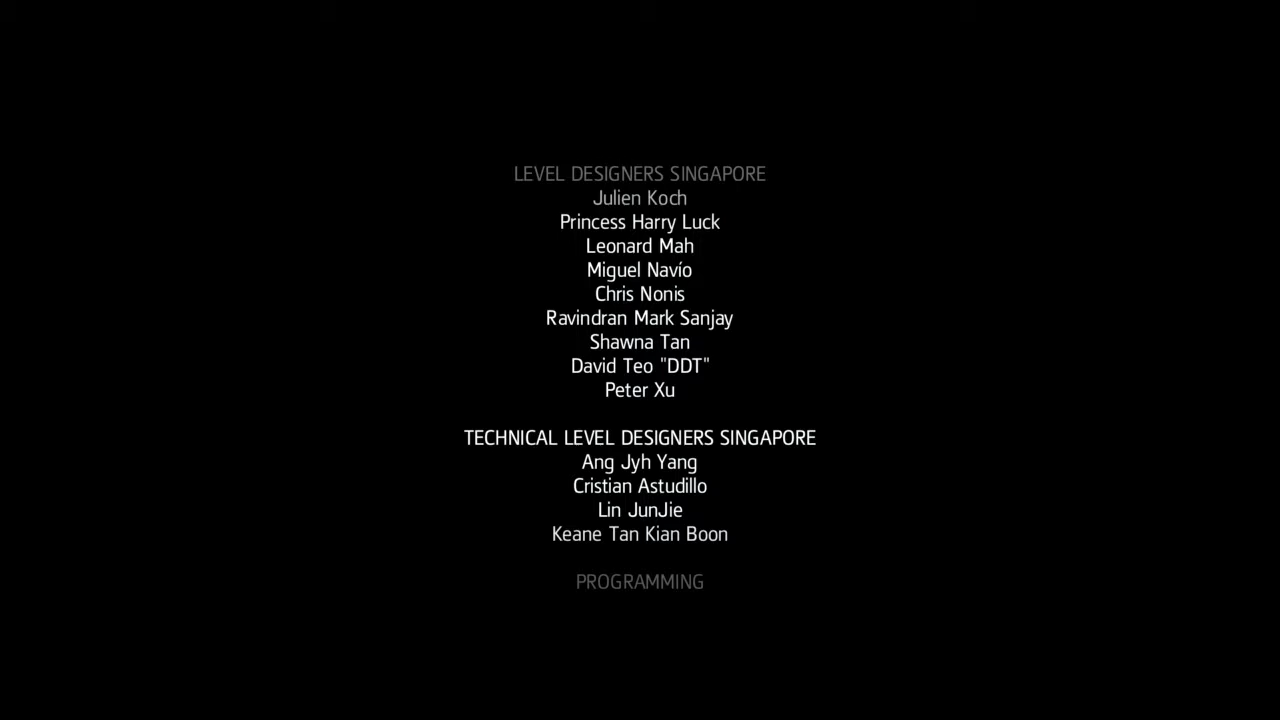 LEVEL DESIGNERS SINGAPORE
Julien Koch
Princess Harry Luck
Leonard Mah
Miguel Navío
Chris Nonis
Ravindran Mark Sanjay
Shawna Tan
David Teo "DDT"
Peter Xu
TECHNICAL LEVEL DESIGNERS SINGAPORE
Ang Jyh Yang
Cristian Astudillo
Lin JunJie
Keane Tan Kian Boon
PROGRAMMING